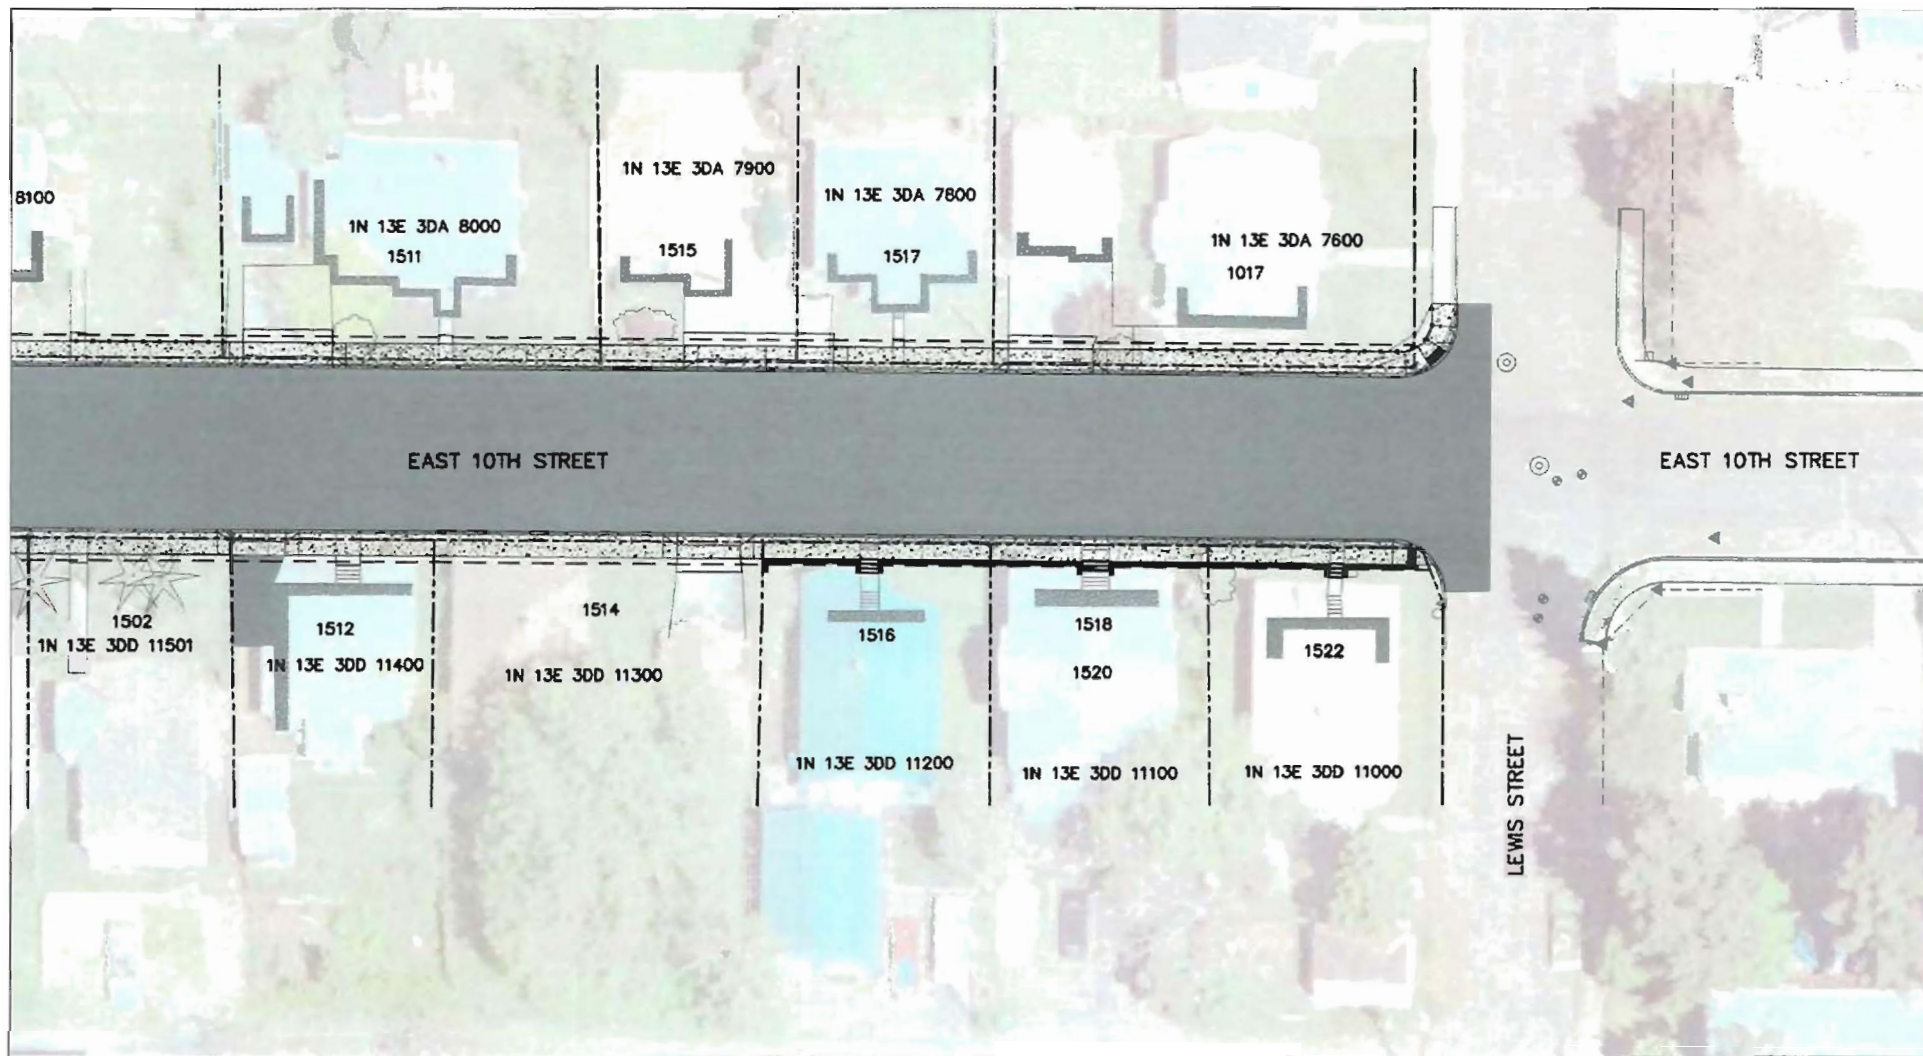 8100
1N 13E 3DA 8000
1511
1N 13E 3DA 7900
1515
1N 13E 3DA 7800
1517
1N 13E 3DA 7600
1017
EAST 10TH STREET
EAST 10TH STREET
1502
1N 13E 3DD 11501
1512
1N 13E 3DD 11400
1514
1N 13E 3DD 11300
1516
1N 13E 3DD 11200
1518
1520
1N 13E 3DD 11100
1522
1N 13E 3DD 11000
LEWIS STREET